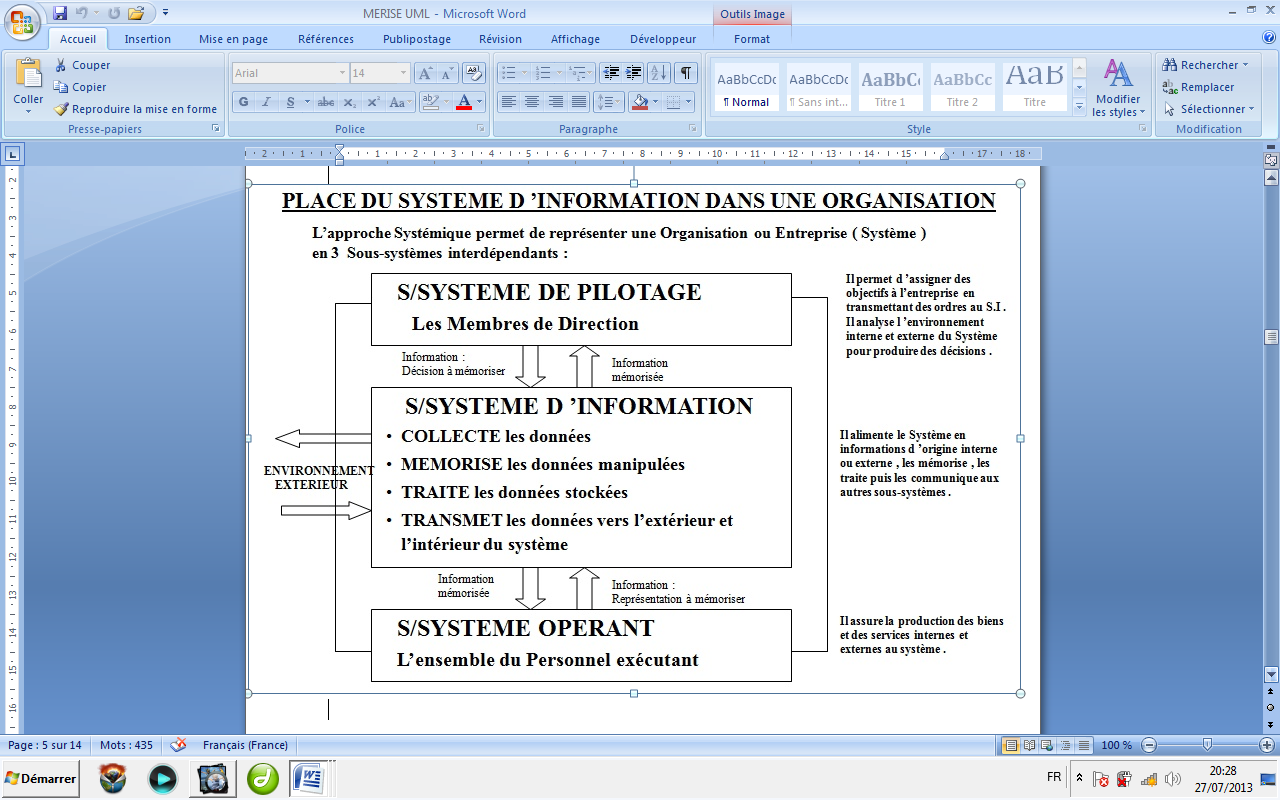 MERISE UML - Microsoft Word
Outils Image
Accueil
Insertion
Mise en page
Références
Publipostage
Révision
Affichage
Développeur
Format
Coller
Couper
Copier
Reproduire la mise en forme
Presse-papiers
Arial
14
Police
Paragraphe
AaBbCcDc
¶ Normal
AaBbCcDc
¶ Sans int...
AaBbC
Titre 1
AaBbCc
Titre 2
AaB
Titre
Modifier
les styles
Style
Rechercher
Remplacer
Sélectionner
Modification
PLACE DU SYSTEME D ’INFORMATION DANS UNE ORGANISATION
L’approche Systémique permet de représenter une Organisation ou Entreprise ( Système )
en 3 Sous-systèmes interdépendants :
S/SYSTEME DE PILOTAGE
Les Membres de Direction
Il permet d ’assigner des
objectifs à l’entreprise en
transmettant des ordres au S.I .
Il analyse l ’environnement
interne et externe du Système
pour produire des décisions .
Information :
Décision à mémoriser
Information
mémorisée
S/SYSTEME D ’INFORMATION
• COLLECTE les données
• MEMORISE les données manipulées
• TRAITE les données stockées
• TRANSMET les données vers l’extérieur et
l’intérieur du système
ENVIRONNEMENT
EXTERIEUR
Il alimente le Système en
informations d ’origine interne
ou externe , les mémorise , les
traite puis les communique aux
autres sous-systèmes .
Information
mémorisée
Information :
Représentation à mémoriser
S/SYSTEME OPERANT
L’ensemble du Personnel exécutant
Il assure la production des biens
et des services internes et
externes au système .
Page : 5 sur 14
Mots : 435
Français (France)
100 %
Démarrer
FR
20:28
27/07/2013